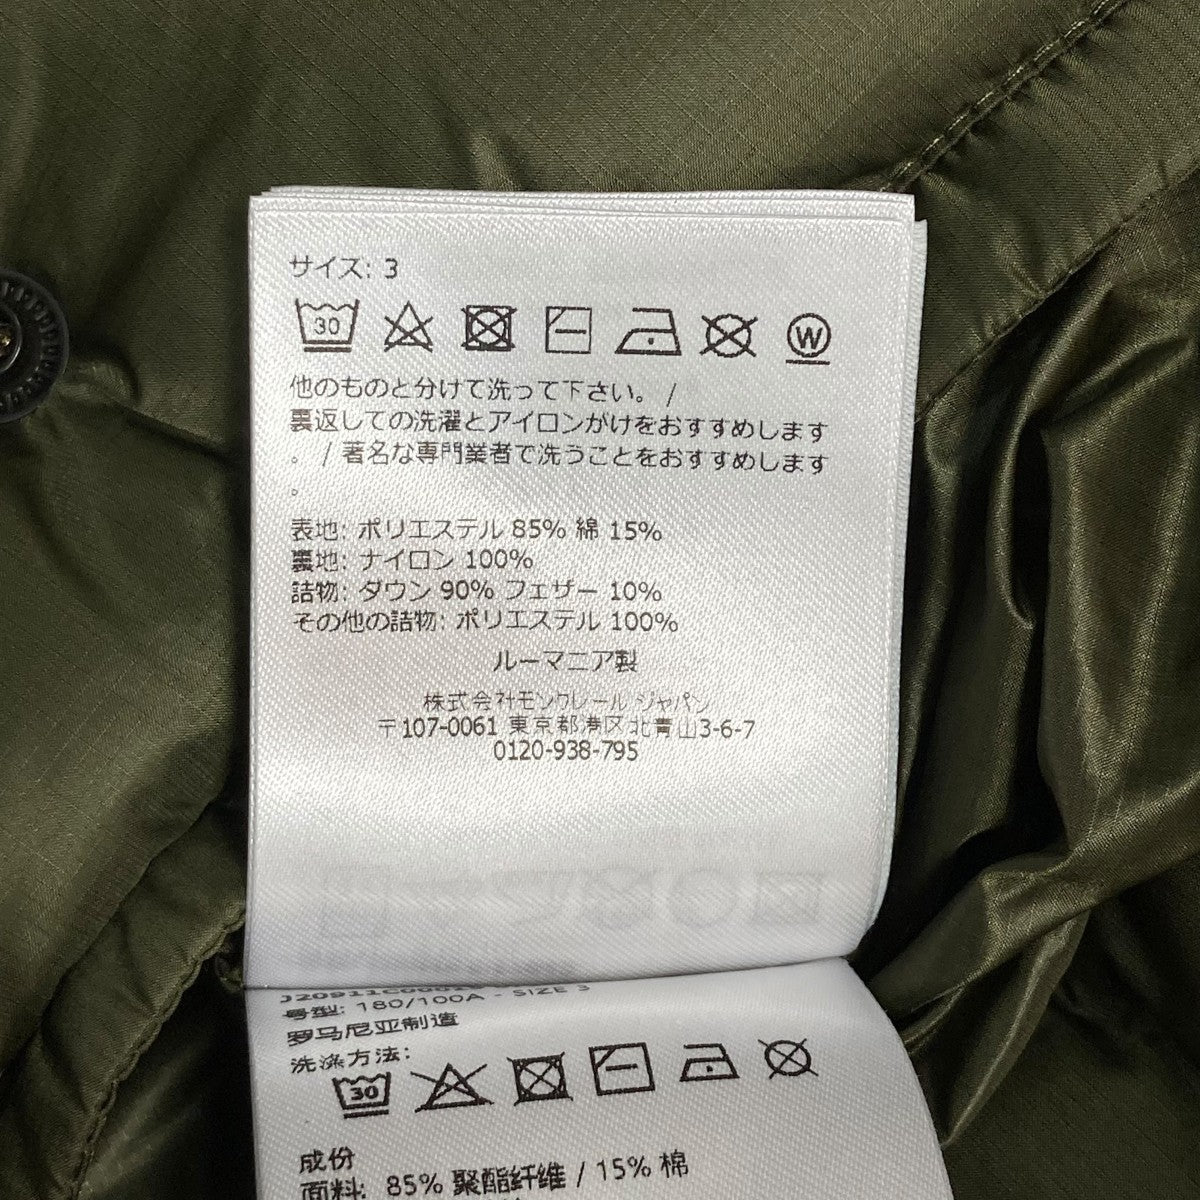 サイズ: 3
30
W
他のものと分けて洗って下さい。 /
裏返しての洗濯とアイロンがけをおすすめします
。 / 著名な専門業者で洗うことをおすすめします
。
表地: ポリエステル 85% 綿 15%
裏地: ナイロン 100%
詰物: ダウン 90% フェザー 10%
その他の詰物: ポリエステル 100%
ルーマニア製
株式会社モンクレール ジャパン
〒107-0061 東京都港区北青山3-6-7
0120-938-795
- SIZE 3
号型: 180/100A
罗马尼亚制造
洗涤方法:
30
成份
面料: 85% 聚酯纤维 / 15% 棉